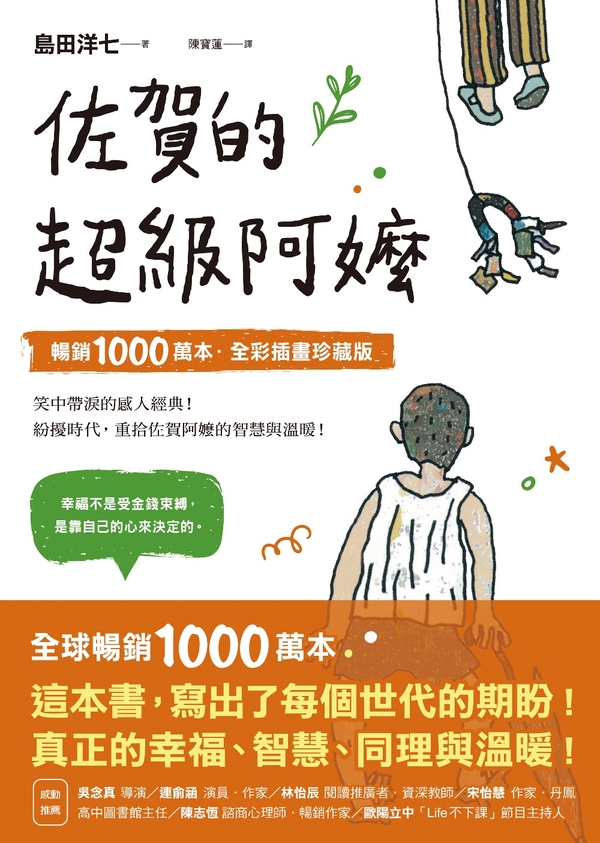 島田洋七──著 陳寶蓮──譯
佐賀的
超級阿嬤
暢銷1000萬本·全彩插畫珍藏版
笑中帶淚的感人經典！
紛擾時代，重拾佐賀阿嬤的智慧與溫暖！
幸福不是受金錢束縛，
是靠自己的心來決定的。
全球暢銷1000萬本。
這本書，寫出了每個世代的期盼！
真正的幸福、智慧、同理與溫暖！
感動
推薦
吳念真 導演／連俞涵 演員·作家／林怡辰 閱讀推廣者·資深教師／宋怡慧 作家·丹鳳
高中圖書館主任／陳志恆 諮商心理師·暢銷作家／歐陽立中「Life不下課」節目主持人